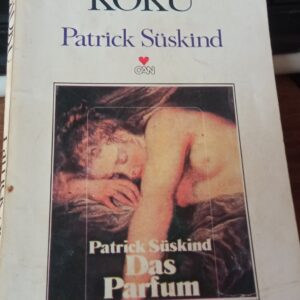 KOKU
Patrick Süskind
CAN
Patrick Süskind
Das
Parfum